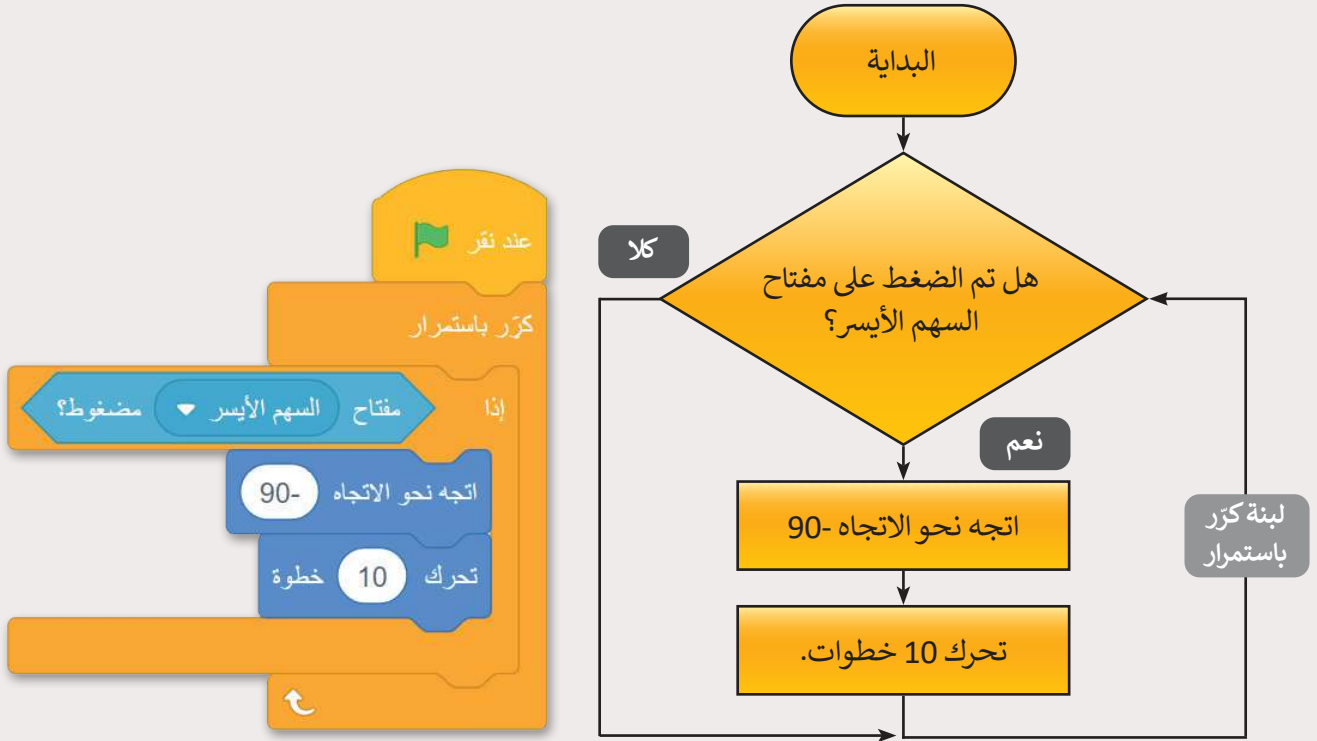 البداية
هل تم الضغط على مفتاح
السهم الأيسر؟
كلا
نعم
اتجه نحو الاتجاه -90
تحرك 10 خطوات.
لبنة كرّر
باستمرار
عند نقر
كرّر باستمرار
إذا مفتاح السهم الأيسر مضغوط؟
اتجه نحو الاتجاه -90
تحرك 10 خطوة